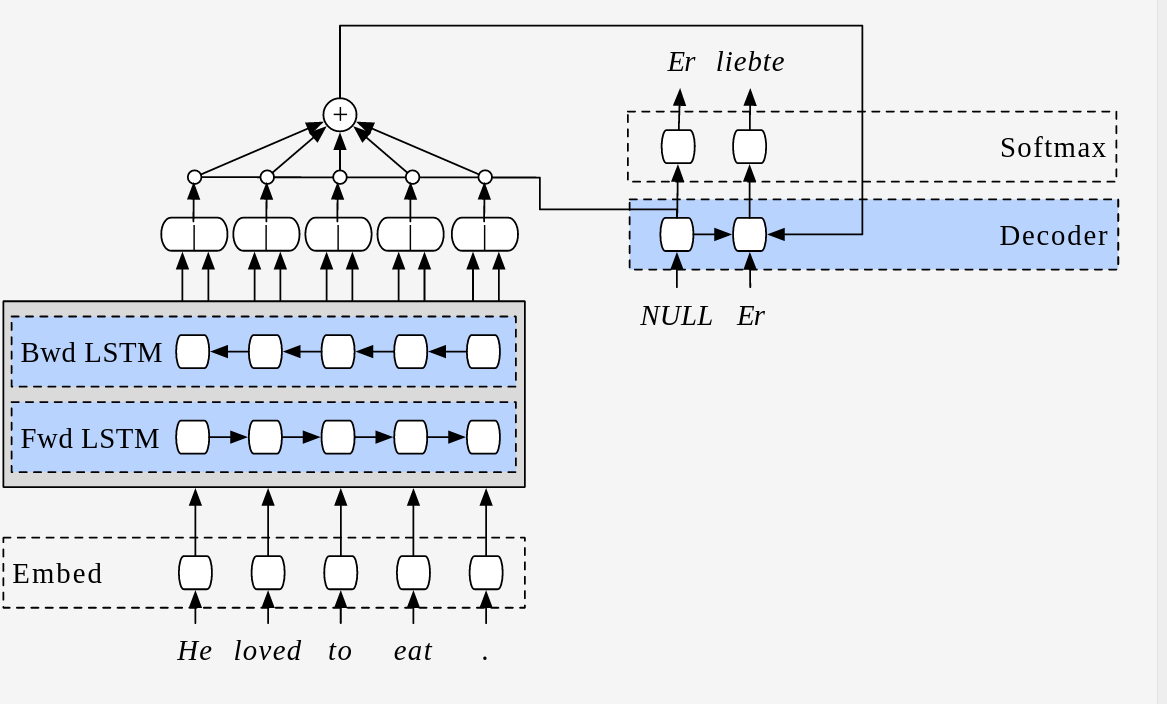 Er liebte
+
Softmax
Decoder
NULL Er
Bwd LSTM
Fwd LSTM
Embed
He loved to eat .